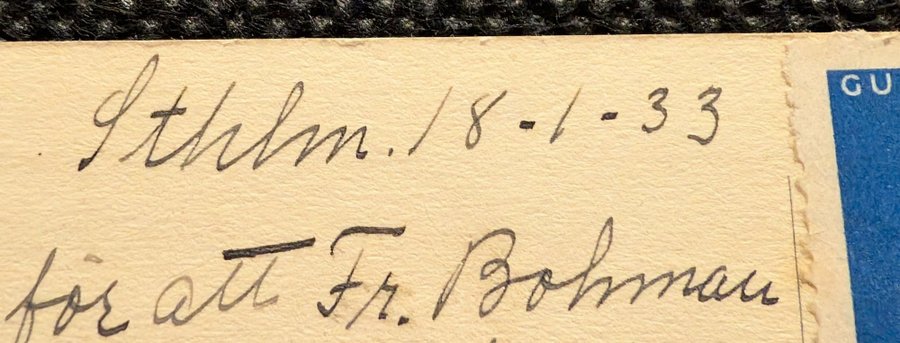 Sthlm. 18-1-33
GU
för att Fr. Bohman